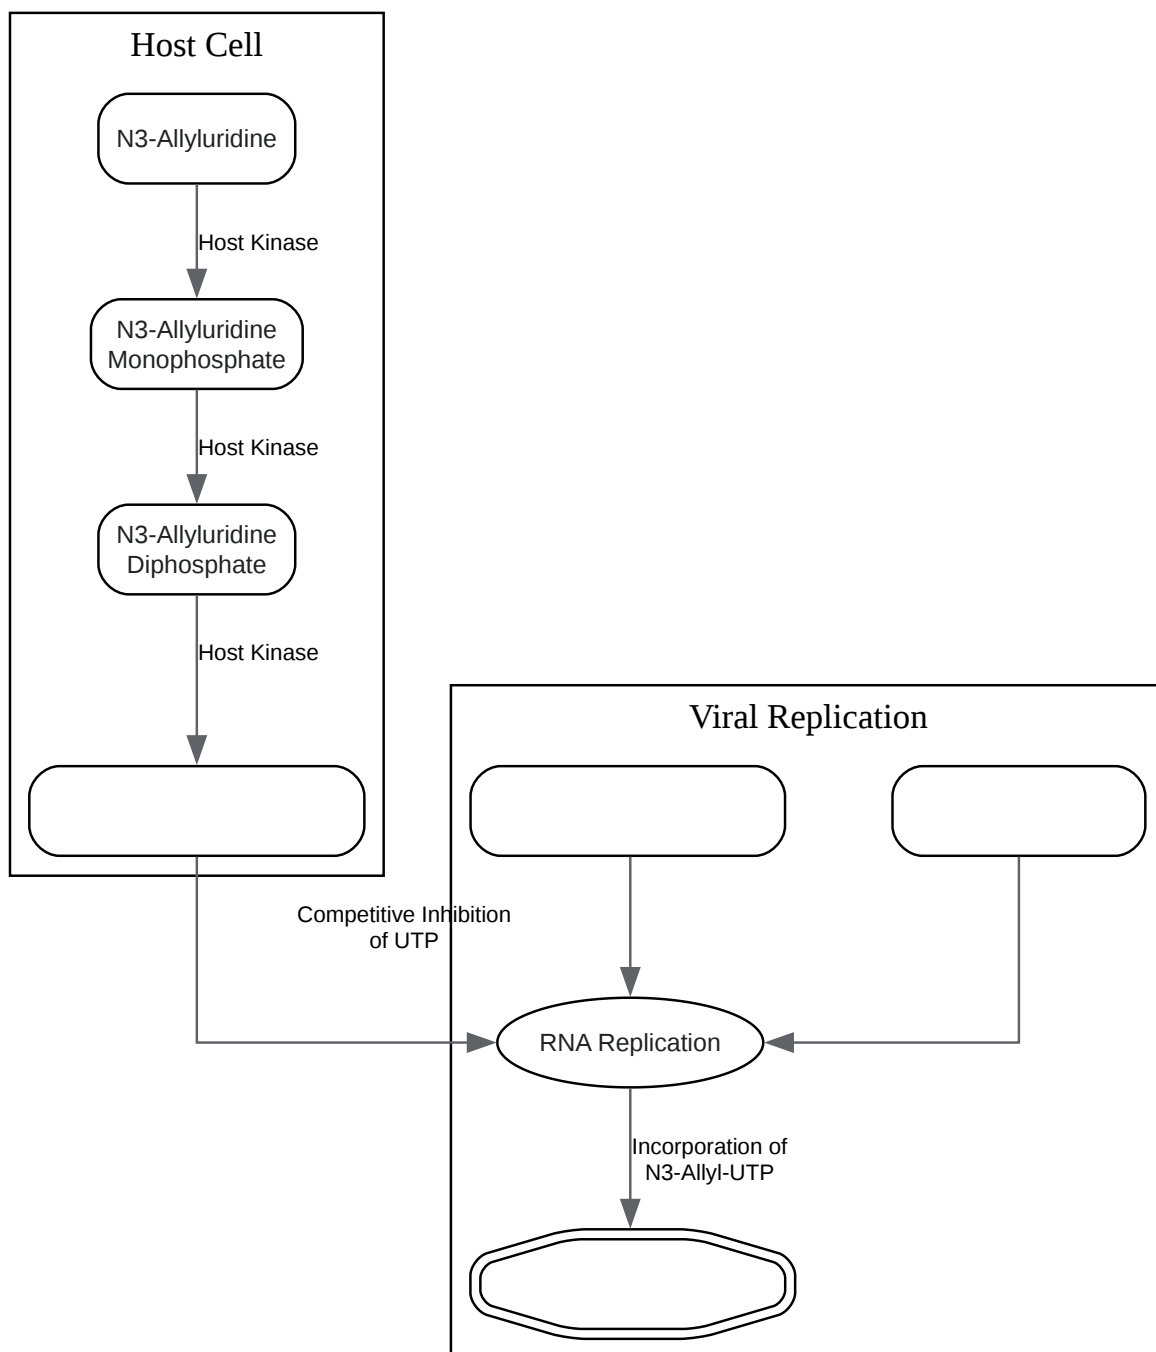 Host Cell
N3-Allyluridine
Host Kinase
N3-Allyluridine
Monophosphate
Host Kinase
N3-Allyluridine
Diphosphate
Host Kinase
Viral Replication
Competitive Inhibition
of UTP
RNA Replication
Incorporation of
N3-Allyl-UTP